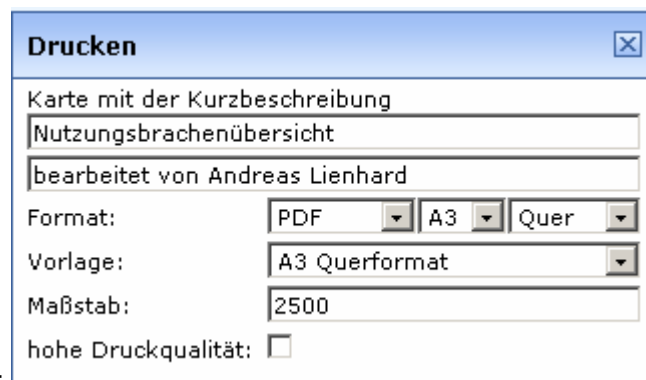 Drucken
Karte mit der Kurzbeschreibung
Nutzungsbrachenübersicht
bearbeitet von Andreas Lienhard
Format: PDF A3 Quer
Vorlage: A3 Querformat
Maßstab: 2500
hohe Druckqualität: